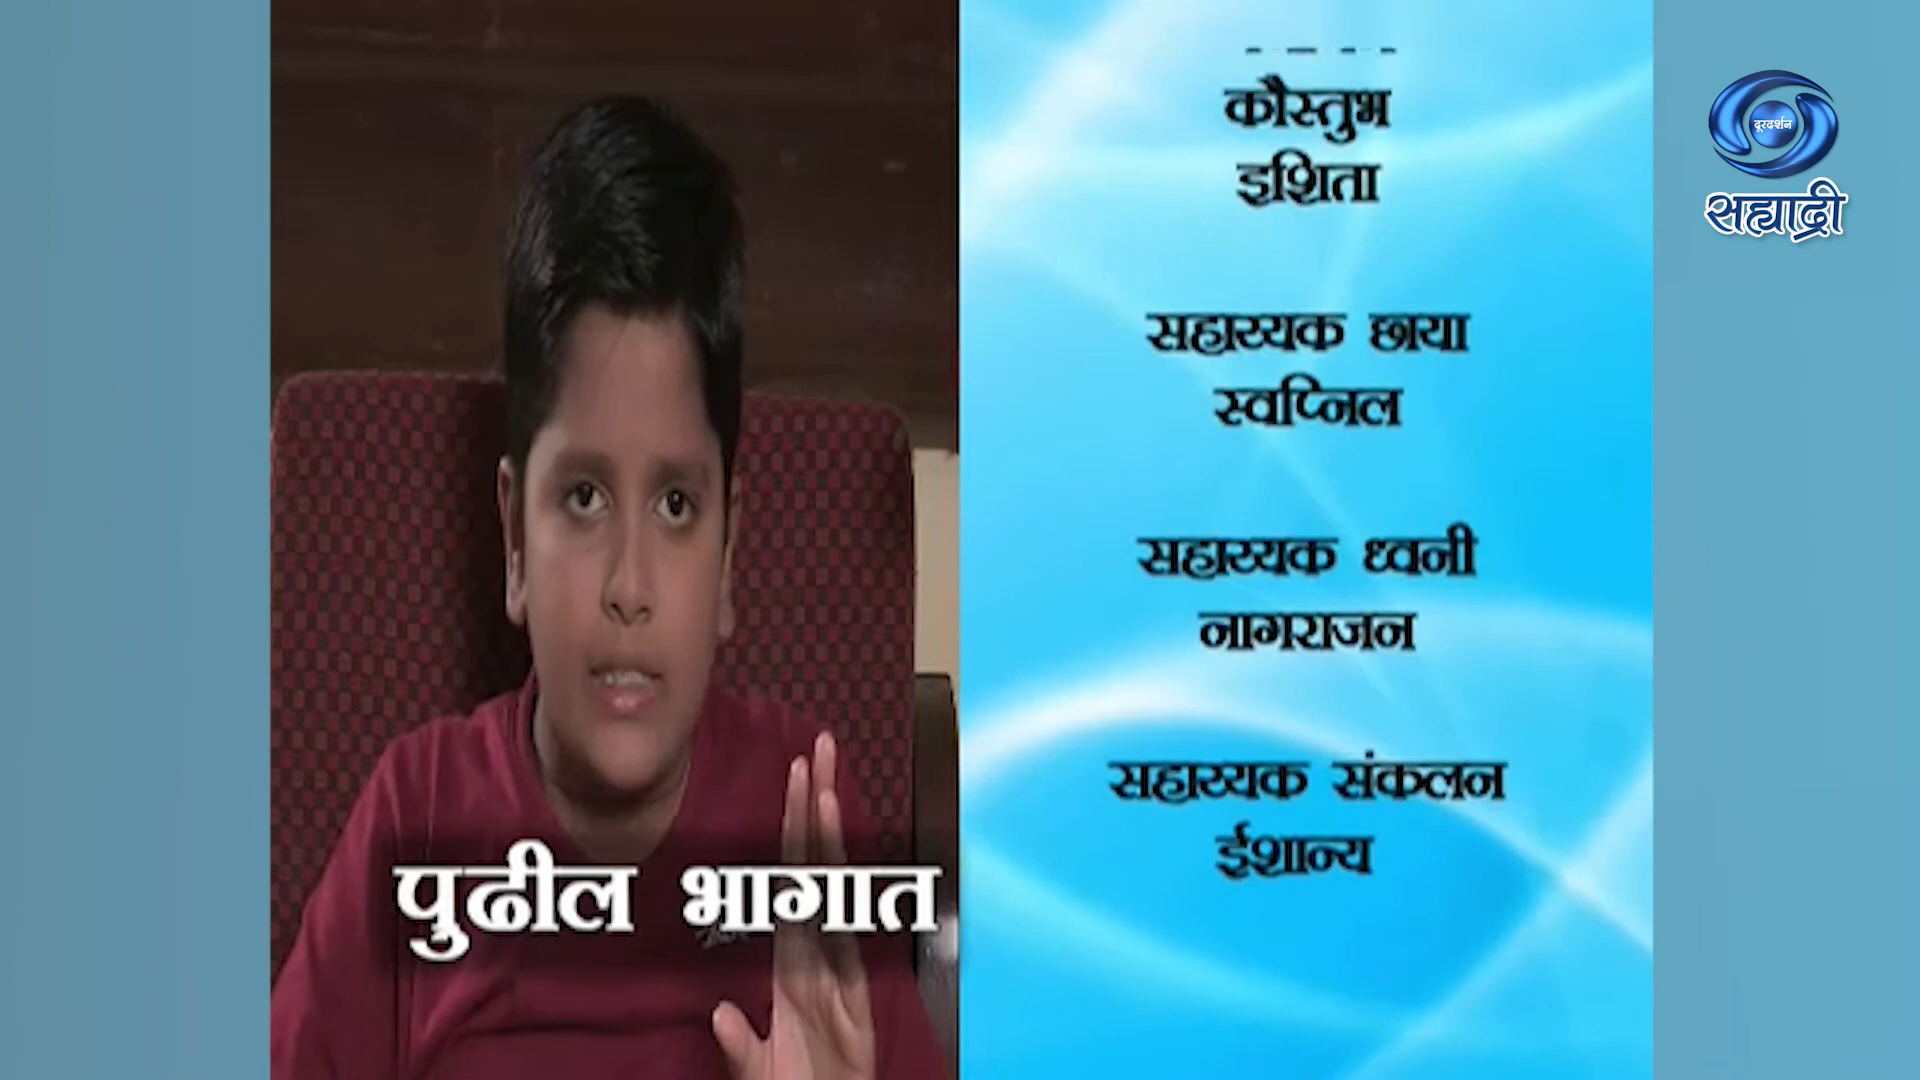 पुढील भागात
कौस्तुभ
इशिता
सहाय्यक छाया
स्वप्निल
सहाय्यक ध्वनी
नागराजन
सहाय्यक संकलन
ईशान्य
दूरदर्शन
सह्याद्री